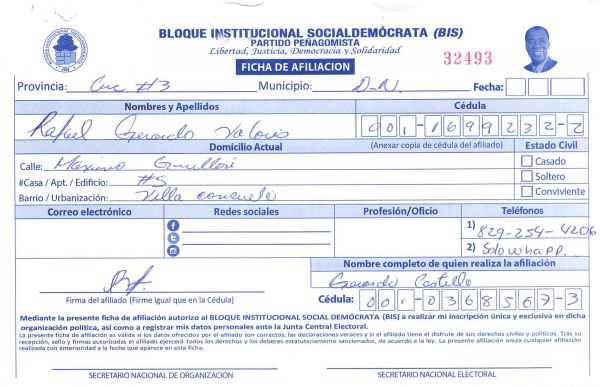 BLOQUE INSTITUCIONAL SOCIALDEMÓCRATA (BIS)
PARTIDO PEÑAGOMISTA
Libertad, Justicia, Democracia y Solidaridad
FICHA DE AFILIACION
32493
Provincia: Circ #3 Municipio: D-N. Fecha:
Nombres y Apellidos Cédula
Rafael Gerardo Valerio 001-1699232-2
Domicilio Actual (Anexar copia de cédula del afiliado) Estado Civil
Calle: Maximo Grullon Casado
#Casa / Apt. / Edificio: #5 Soltero
Barrio / Urbanización: Villa consuelo Conviviente
Correo electrónico Redes sociales Profesión/Oficio Teléfonos
1) 829-254-4206
2) Solo whapp.
Nombre completo de quien realiza la afiliación
Gerardo Castillo
Firma del afiliado (Firme igual que en la Cédula) Cédula: 001-0368567-3
Mediante la presente ficha de afiliación autorizo al BLOQUE INSTITUCIONAL SOCIAL DEMÓCRATA (BIS) a realizar mi inscripción única y exclusiva en dicha
organización política, así como a registrar mis datos personales ante la Junta Central Electoral.
La presente ficha de afiliación es válida si los datos ofrecidos por el afiliado son correctos, las declaraciones veraces y si el afiliado tiene el disfrute de sus derechos civiles y políticos. Tras su
recepción, sello y firmas autorizadas el afiliado ejercerá todos los derechos y los deberes estatutariamente sancionados, de acuerdo a la ley. La presente afiliación anula cualquier afiliación
realizada con anterioridad a la fecha que aparece en esta ficha.
SECRETARIO NACIONAL DE ORGANIZACIÓN SECRETARIO NACIONAL ELECTORAL